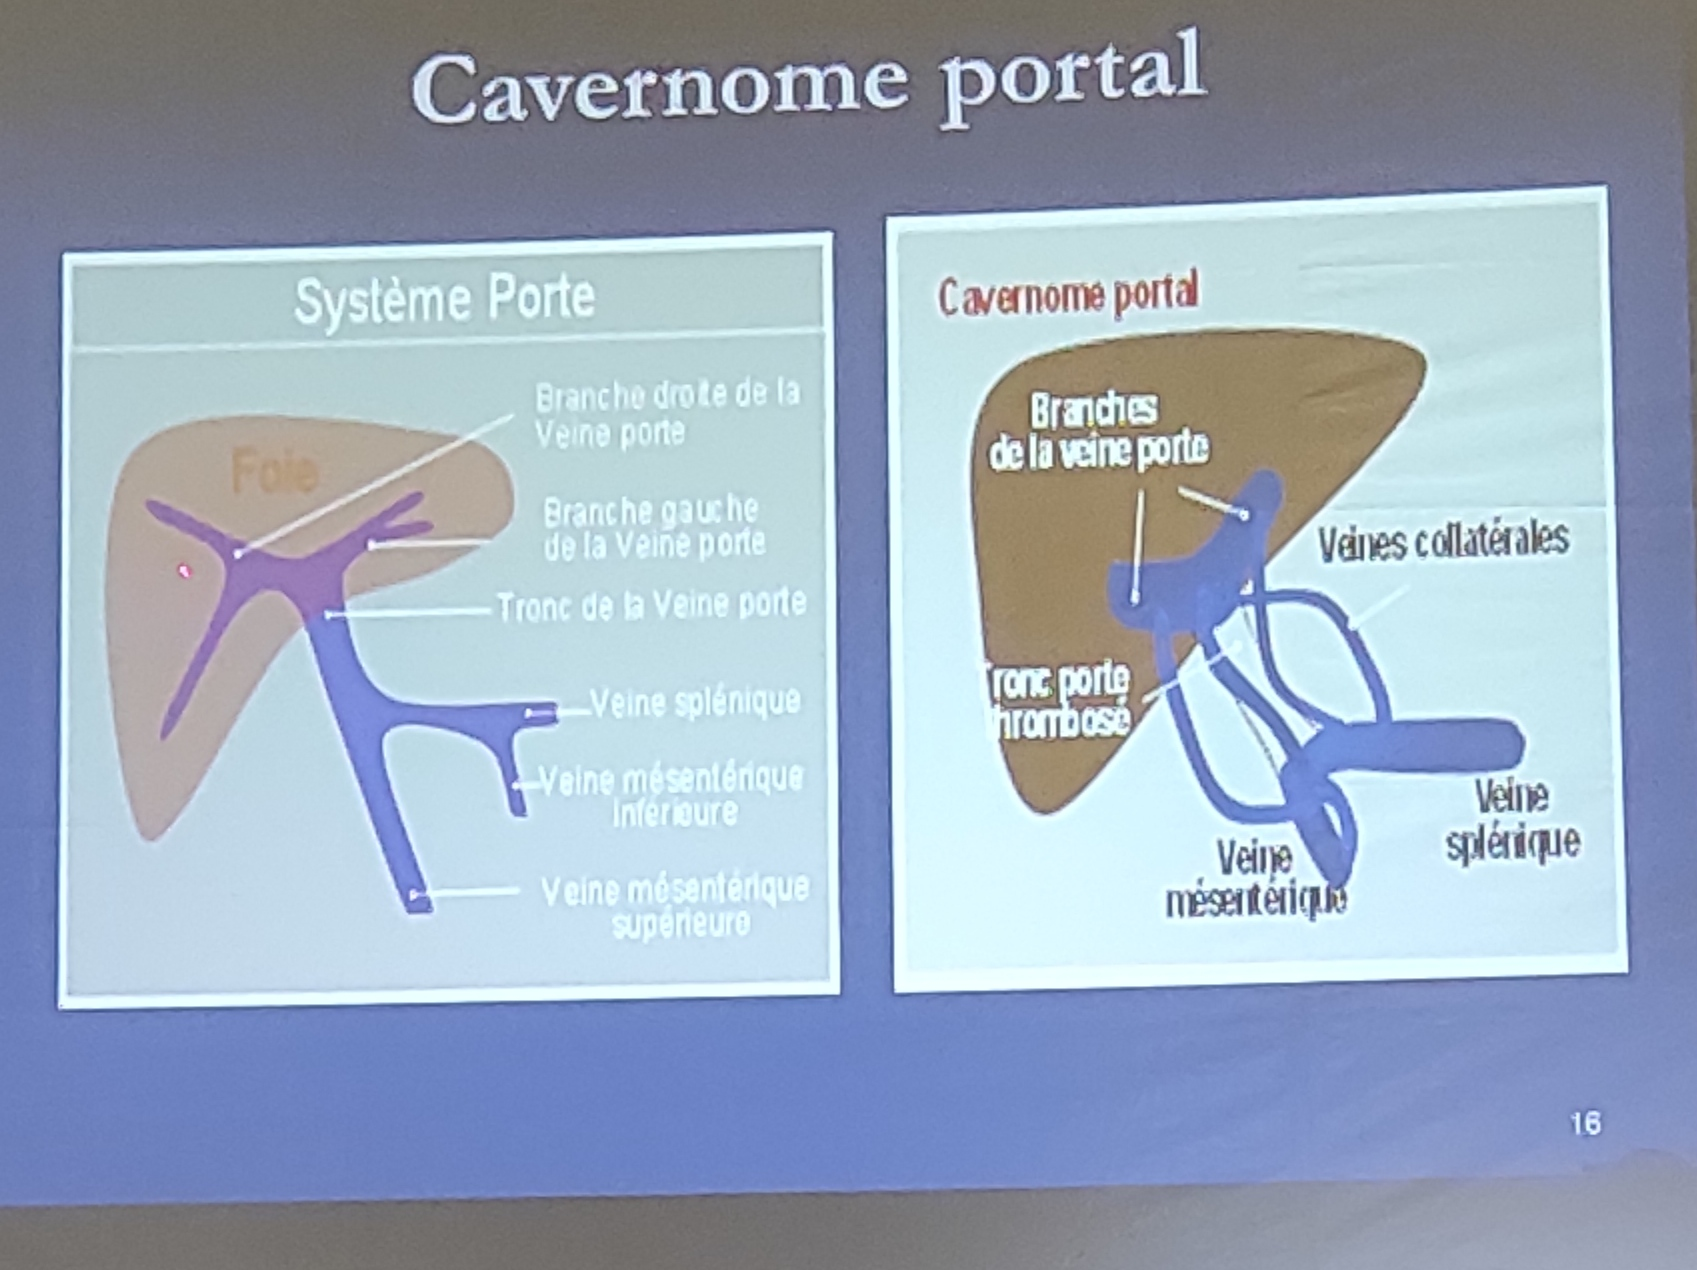 Cavernome portal
Système Porte
Foie
Branche droite de la
Veine porte
Branche gauche
de la Veine porte
Tronc de la Veine porte
Veine splénique
Veine mésentérique
inférieure
Veine mésentérique
supérieure
Cavernome portal
Branches
de la veine porte
Veines collatérales
Tronc porte
thrombosé
Veine
splénique
Veine
mésentérique
16